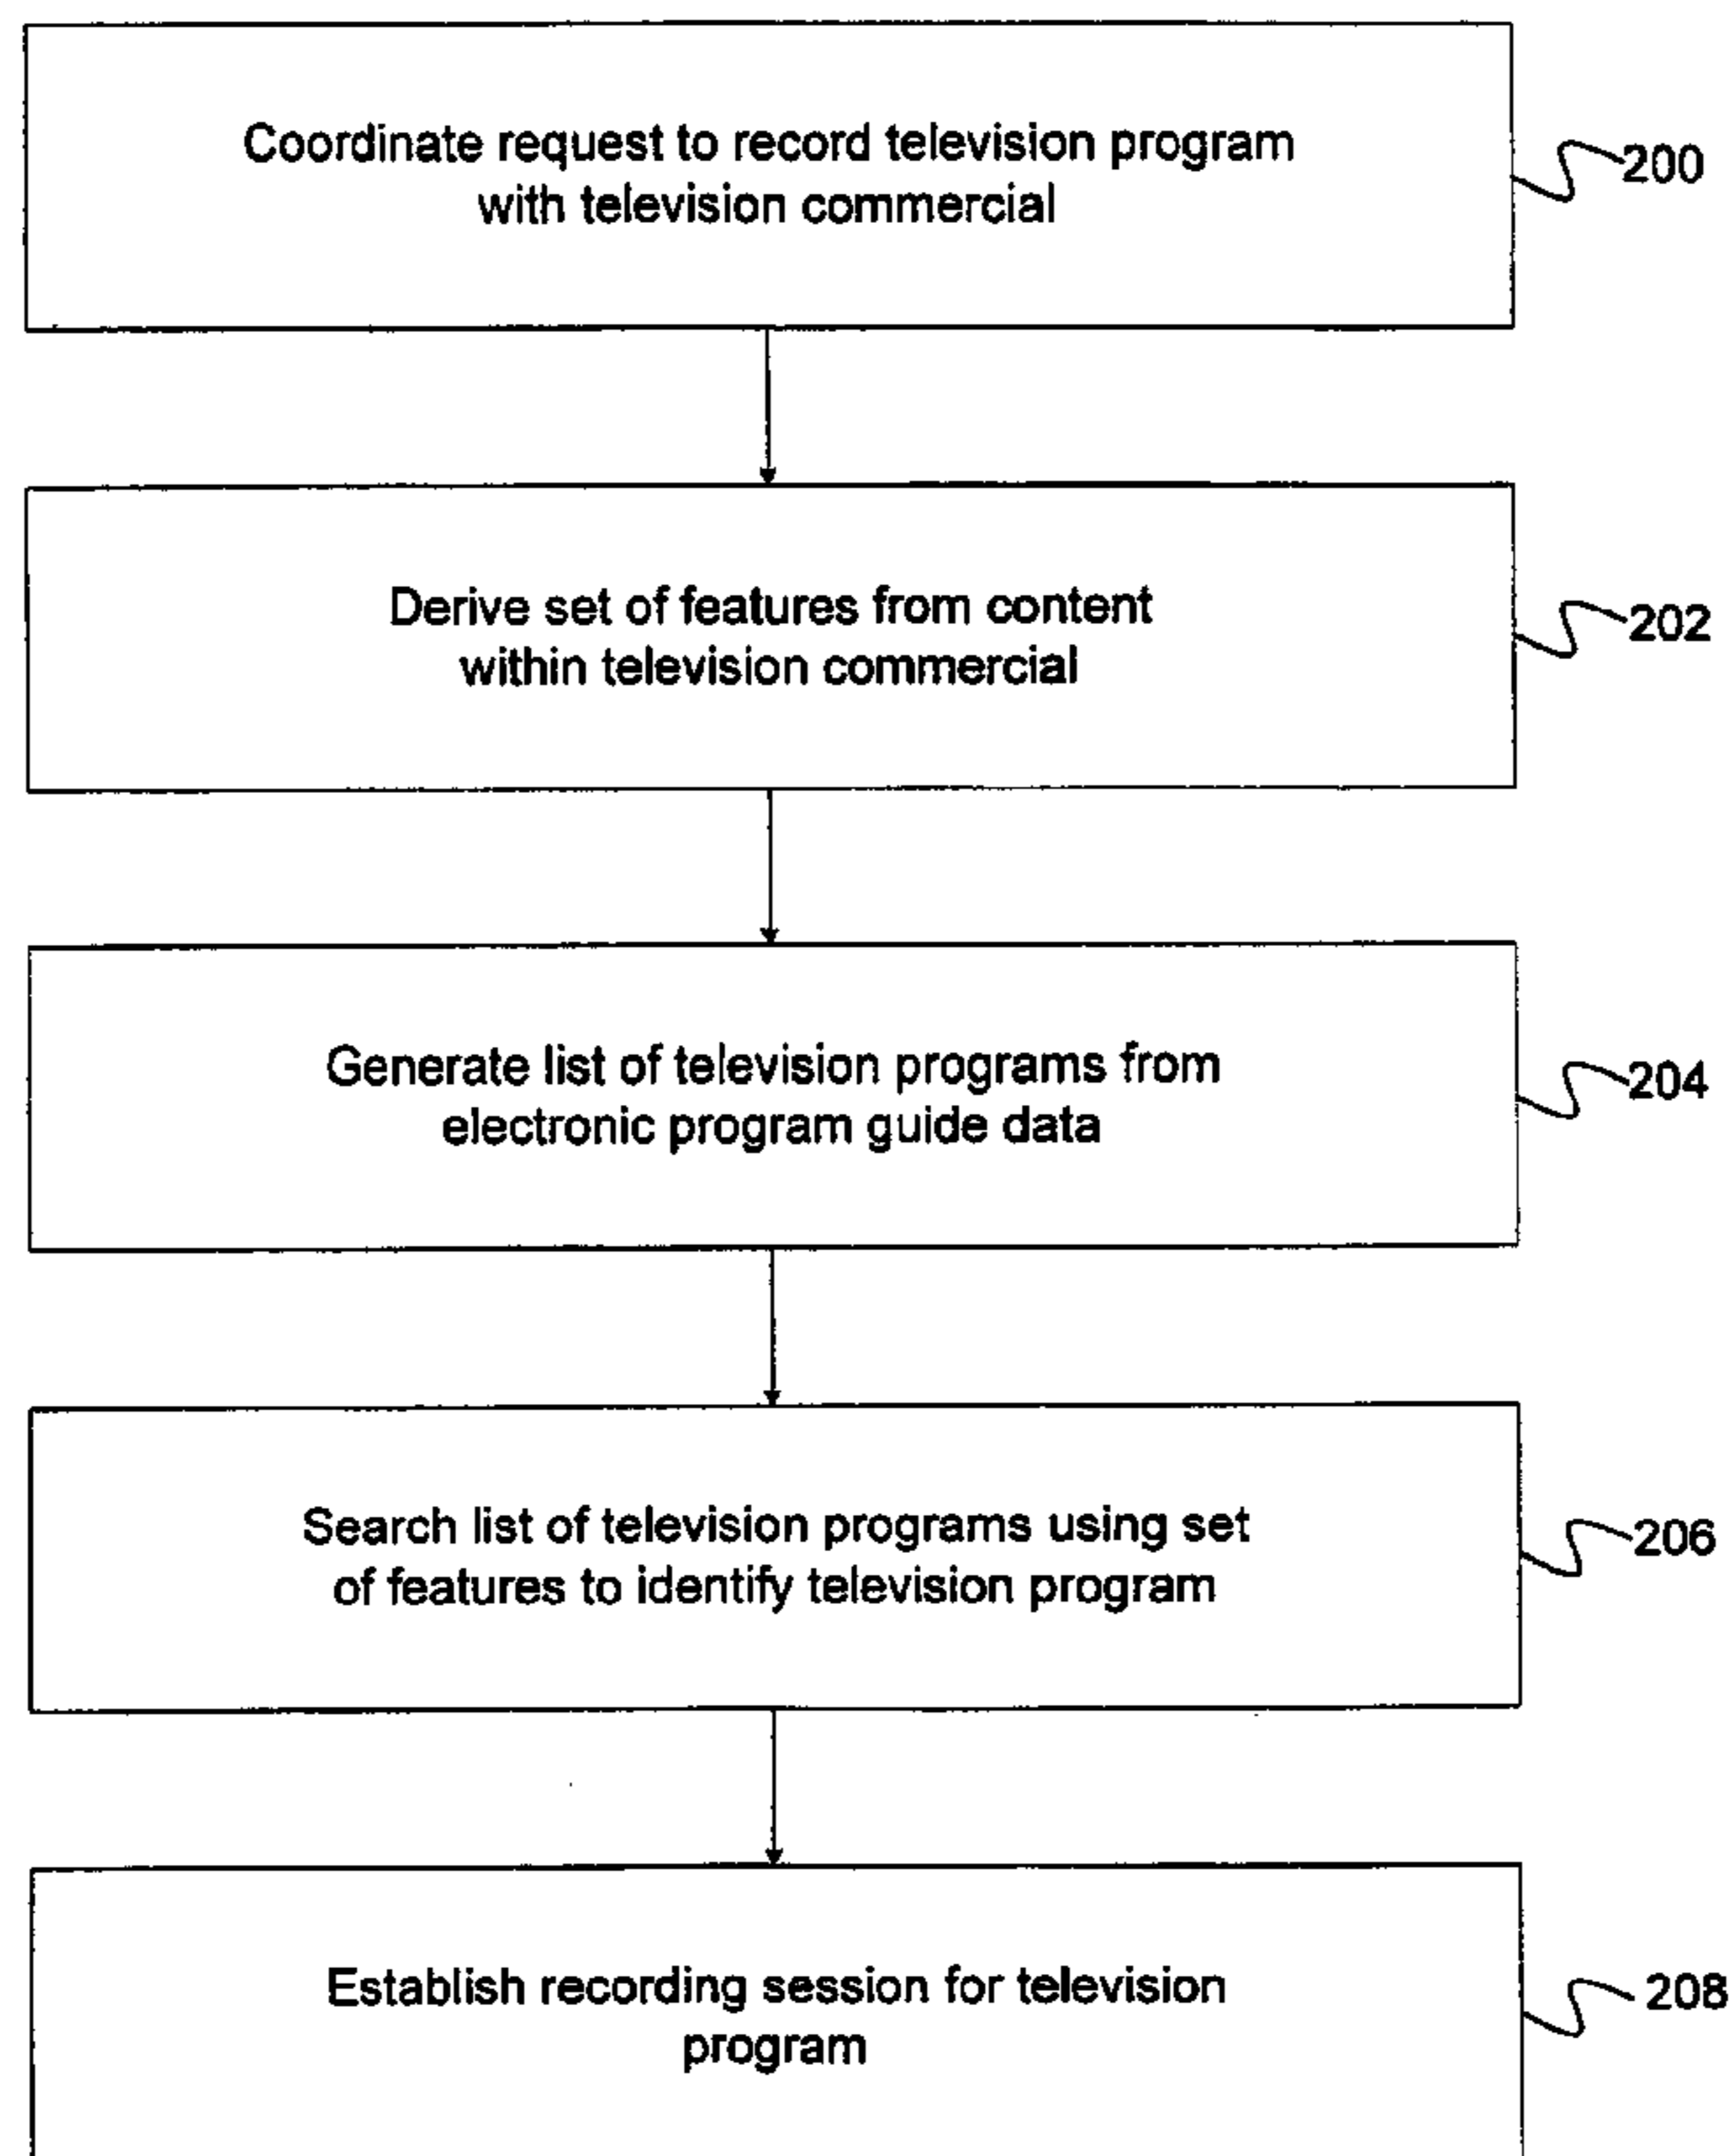 Coordinate request to record television program
with television commercial
200
Derive set of features from content
within television commercial
202
Generate list of television programs from
electronic program guide data
204
Search list of television programs using set
of features to identify television program
206
Establish recording session for television
program
208